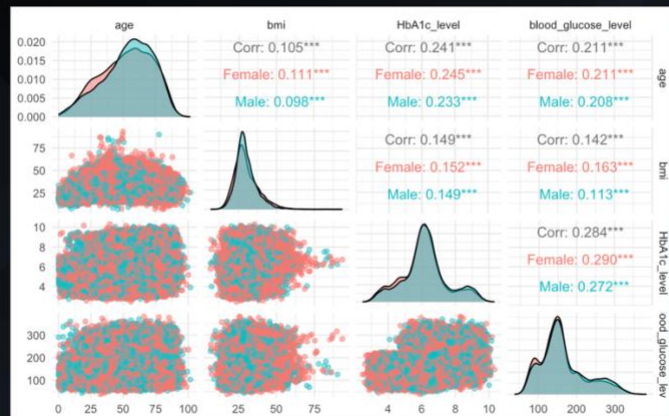 age bmi HbA1c_level blood_glucose_level
0.020
0.015
0.010
0.005
0.000
Corr: 0.105***
Female: 0.111***
Male: 0.098***
Corr: 0.241***
Female: 0.245***
Male: 0.233***
Corr: 0.211***
Female: 0.211***
Male: 0.208***
age
75
50
25
Corr: 0.149***
Female: 0.152***
Male: 0.149***
Corr: 0.142***
Female: 0.163***
Male: 0.113***
bmi
10
8
6
4
Corr: 0.284***
Female: 0.290***
Male: 0.272***
HbA1c_level
300
200
100
ood_glucose_lev
0 25 50 75 100
25 50 75
4 6 8 10
100 200 300